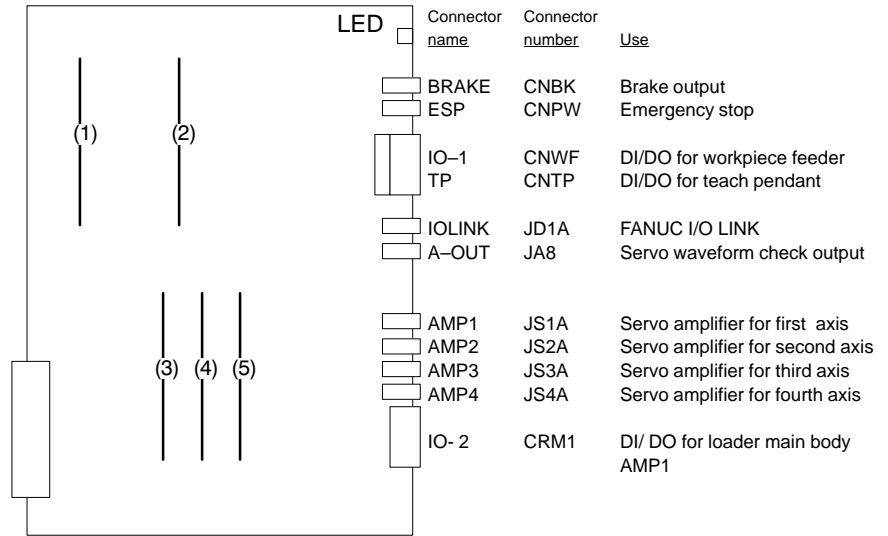 LED
Connector name Connector number Use
BRAKE CNBK Brake output
ESP CNPW Emergency stop
(1) (2)
IO–1 CNWF DI/DO for workpiece feeder
TP CNTP DI/DO for teach pendant
IOLINK JD1A FANUC I/O LINK
A–OUT JA8 Servo waveform check output
AMP1 JS1A Servo amplifier for first axis
AMP2 JS2A Servo amplifier for second axis
(3) (4) (5)
AMP3 JS3A Servo amplifier for third axis
AMP4 JS4A Servo amplifier for fourth axis
IO- 2 CRM1 DI/ DO for loader main body
AMP1